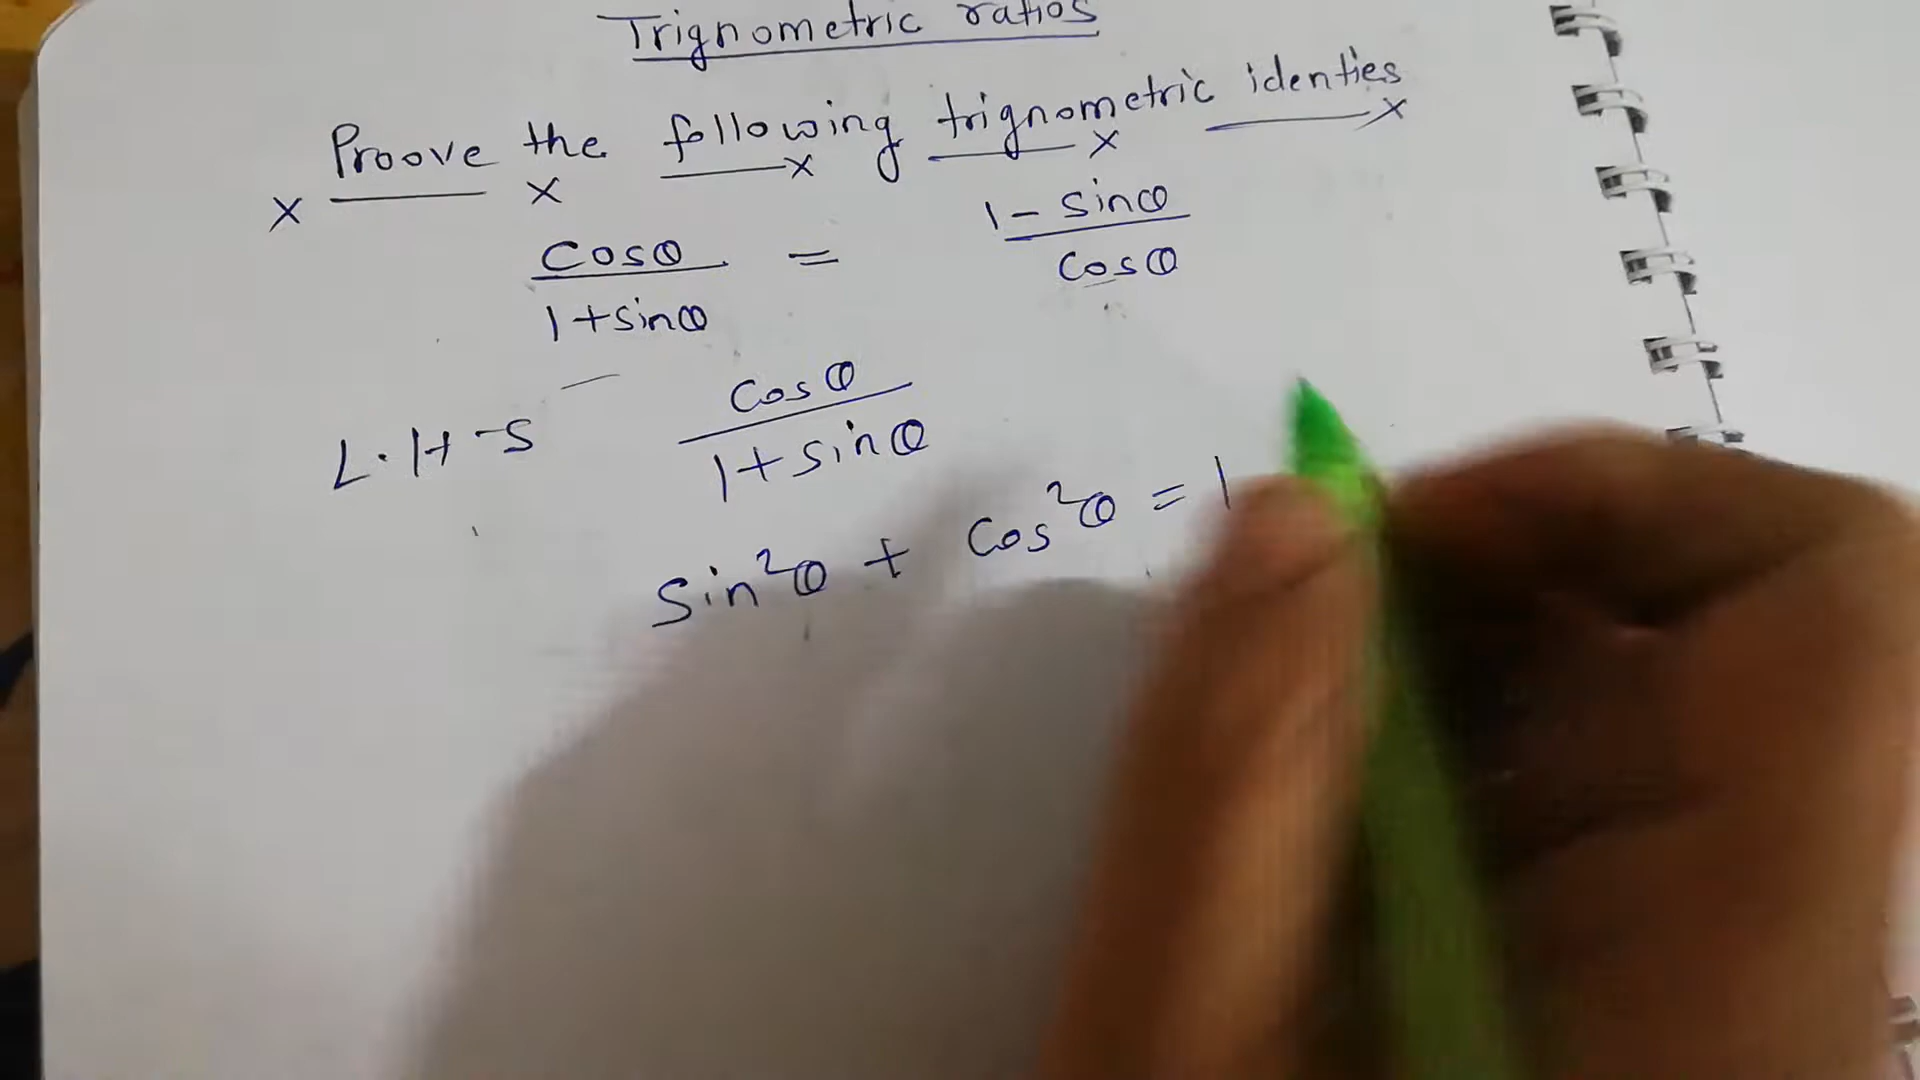 Trignometric ratios
Proove the following trignometric identies
x x x x x
cosθ / 1+sinθ = 1-sinθ / cosθ
L.H-S cosθ / 1+sinθ
sin²θ + cos²θ = 1